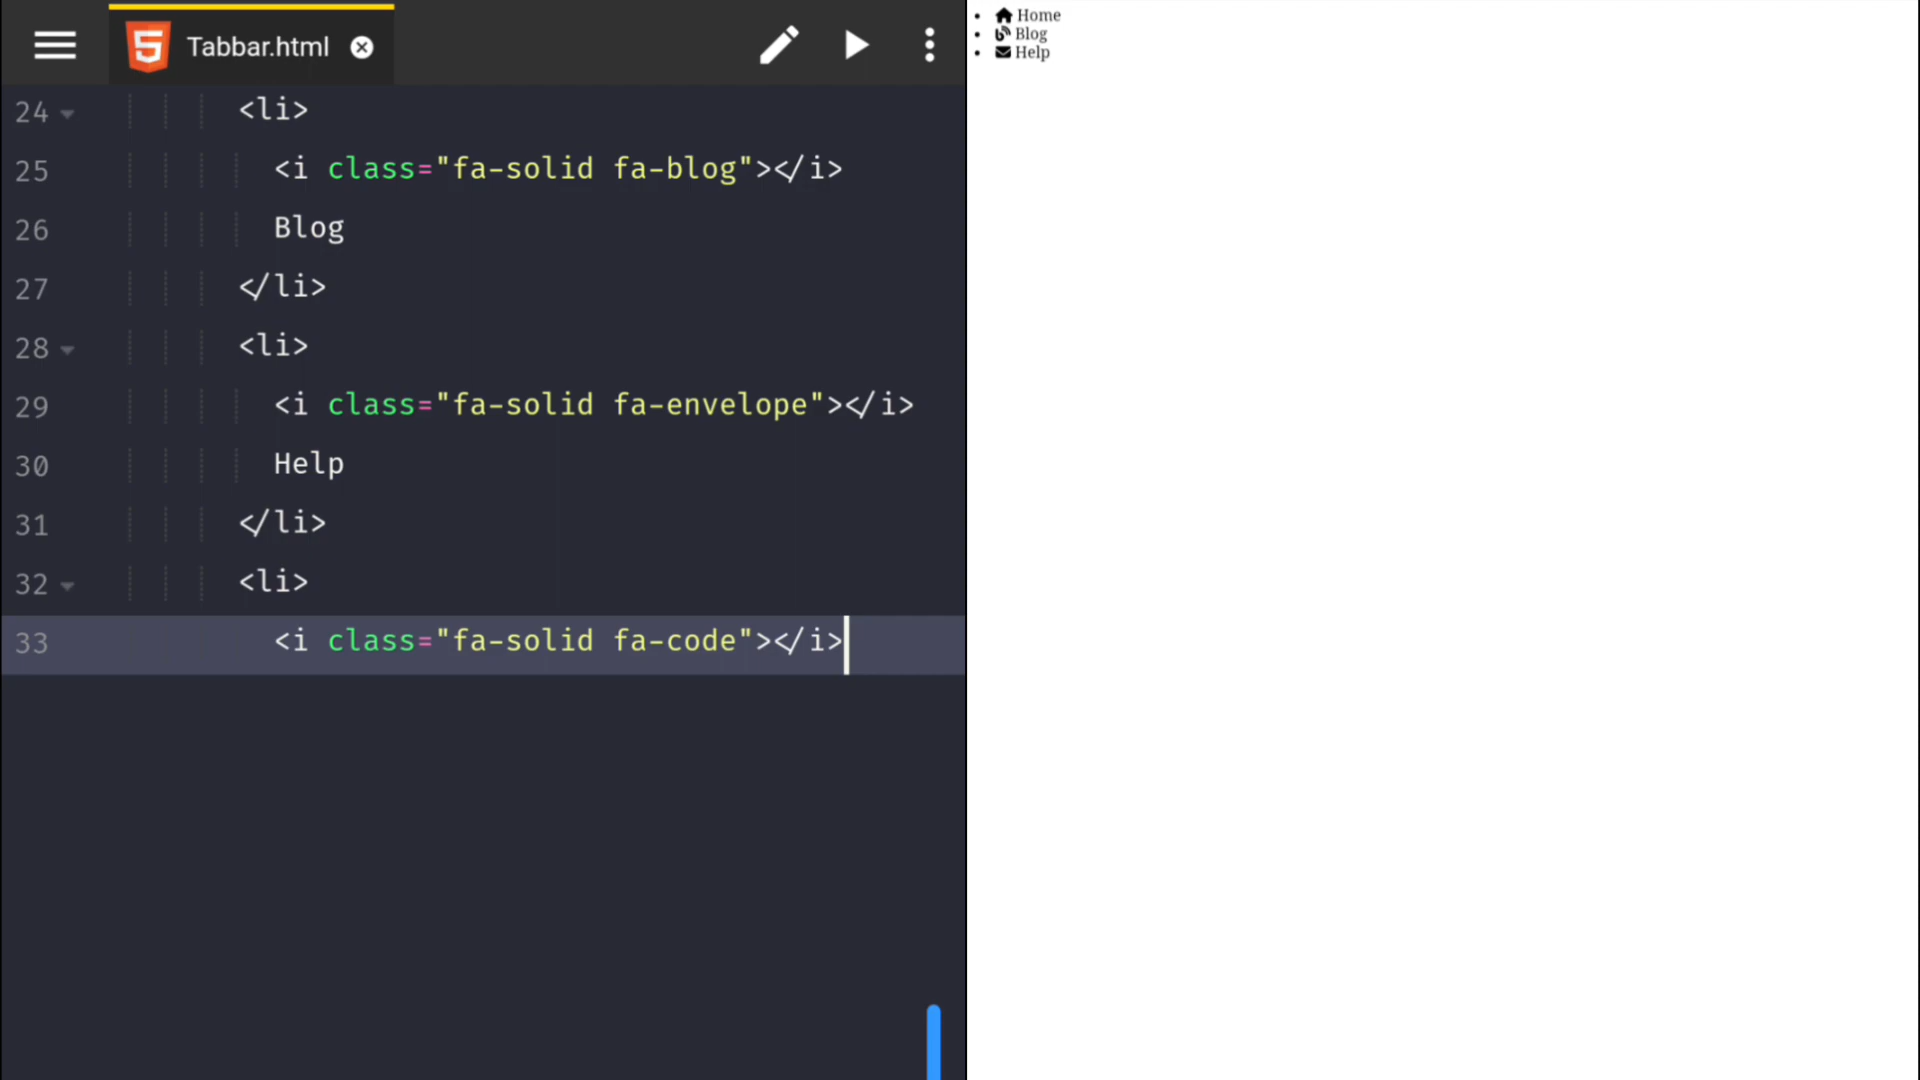 Tabbar.html
24 <li>
25 <i class="fa-solid fa-blog"></i>
26 Blog
27 </li>
28 <li>
29 <i class="fa-solid fa-envelope"></i>
30 Help
31 </li>
32 <li>
33 <i class="fa-solid fa-code"></i>
• Home
• Blog
• Help